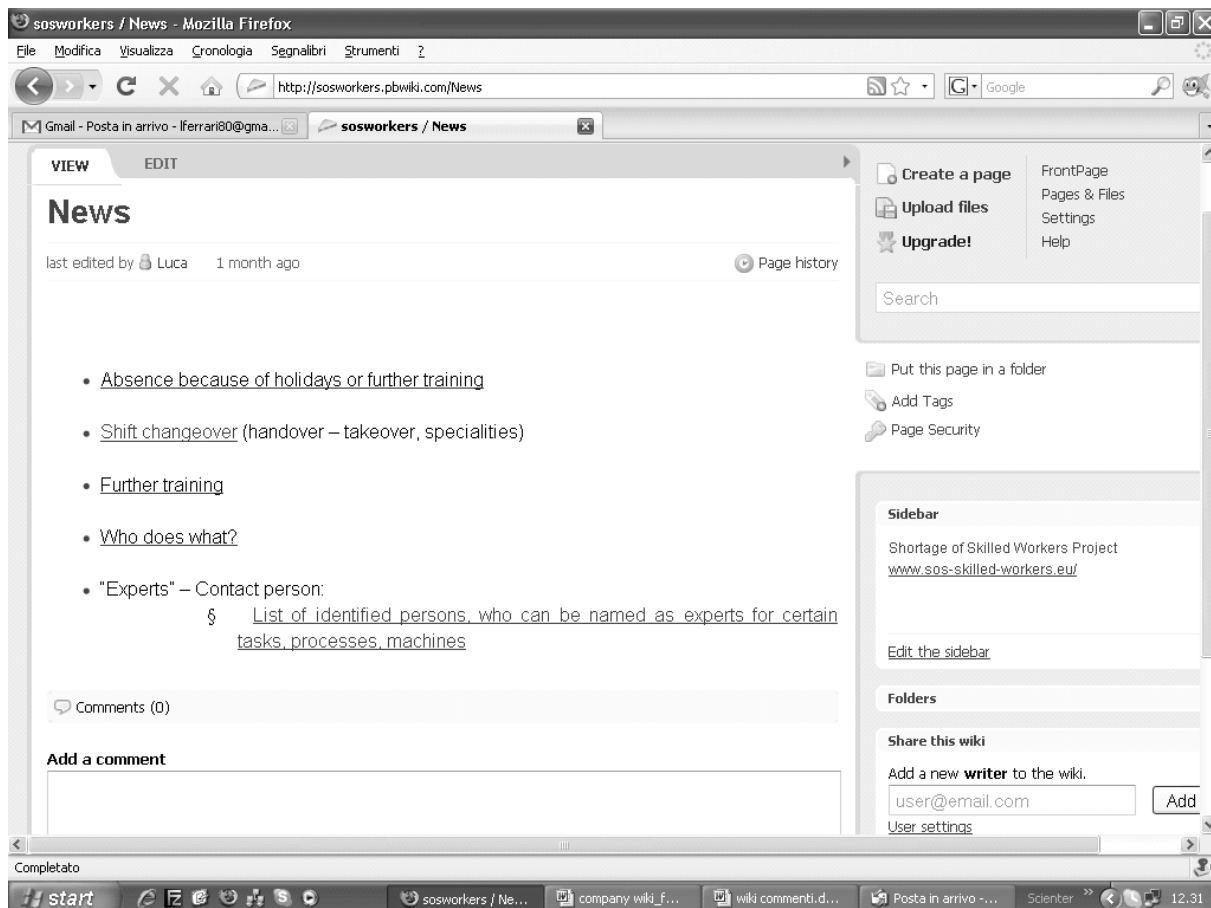 sosworkers / News - Mozilla Firefox
File Modifica Visualizza Cronologia Segnalibri Strumenti ?
http://sosworkers.pbwiki.com/News
G Google
Gmail - Posta in arrivo - lferrari80@gma...
sosworkers / News
VIEW EDIT
News
last edited by Luca 1 month ago
Page history
• Absence because of holidays or further training
• Shift changeover (handover – takeover, specialities)
• Further training
• Who does what?
• "Experts" – Contact person:
§ List of identified persons, who can be named as experts for certain
tasks, processes, machines
Comments (0)
Add a comment
Create a page
Upload files
Upgrade!
FrontPage
Pages & Files
Settings
Help
Search
Put this page in a folder
Add Tags
Page Security
Sidebar
Shortage of Skilled Workers Project
www.sos-skilled-workers.eu/
Edit the sidebar
Folders
Share this wiki
Add a new writer to the wiki.
user@email.com
Add
User settings
Completato
start
sosworkers / Ne...
company wiki_f...
wiki commenti.d...
Posta in arrivo -...
Scienter »
12.31